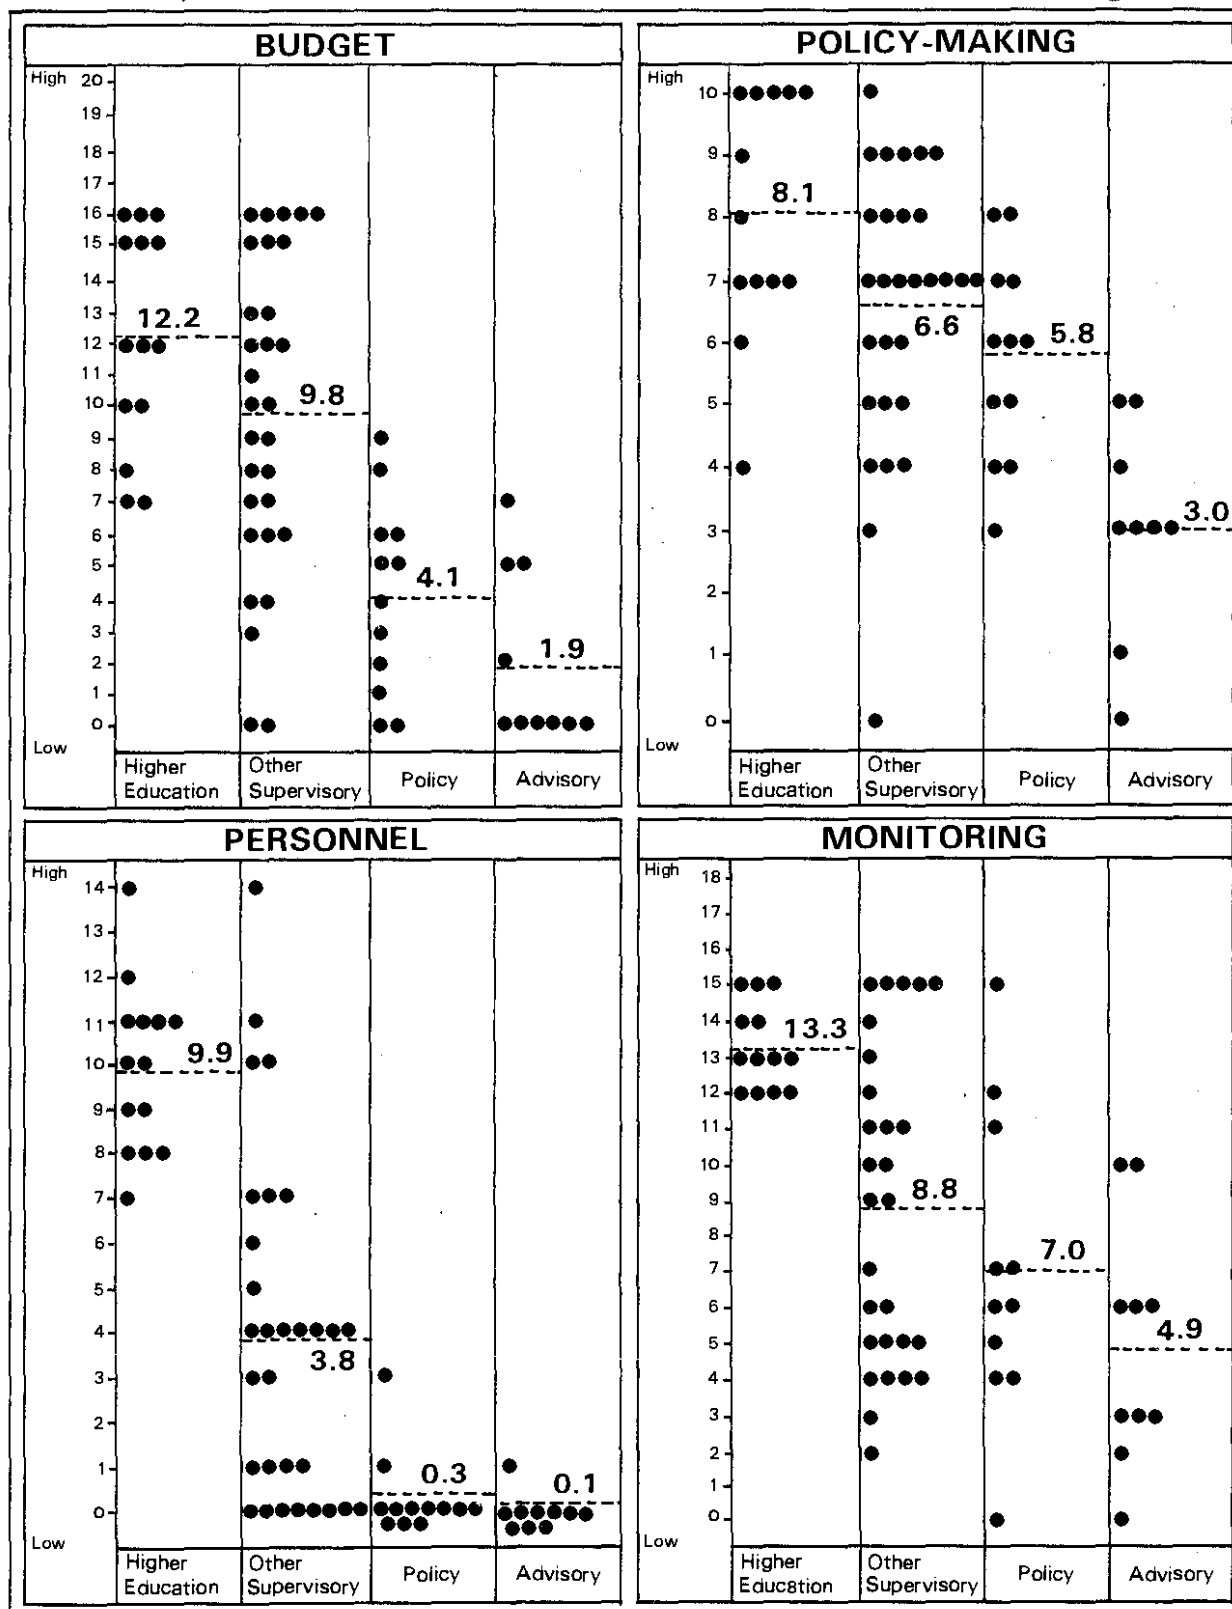 BUDGET
High
20
19
18
17
16
15
14
13
12.2
12
11
10
9.8
9
8
7
6
5
4.1
4
3
1.9
2
1
0
Low
Higher Education
Other Supervisory
Policy
Advisory
POLICY-MAKING
High
10
9
8.1
8
7
6.6
6
5.8
5
4
3.0
3
2
1
0
Low
Higher Education
Other Supervisory
Policy
Advisory
PERSONNEL
High
14
13
12
11
9.9
10
9
8
7
6
5
4
3.8
3
2
1
0.3
0.1
0
Low
Higher Education
Other Supervisory
Policy
Advisory
MONITORING
High
18
17
16
15
14
13.3
13
12
11
10
8.8
9
8
7.0
7
6
4.9
5
4
3
2
1
0
Low
Higher Education
Other Supervisory
Policy
Advisory